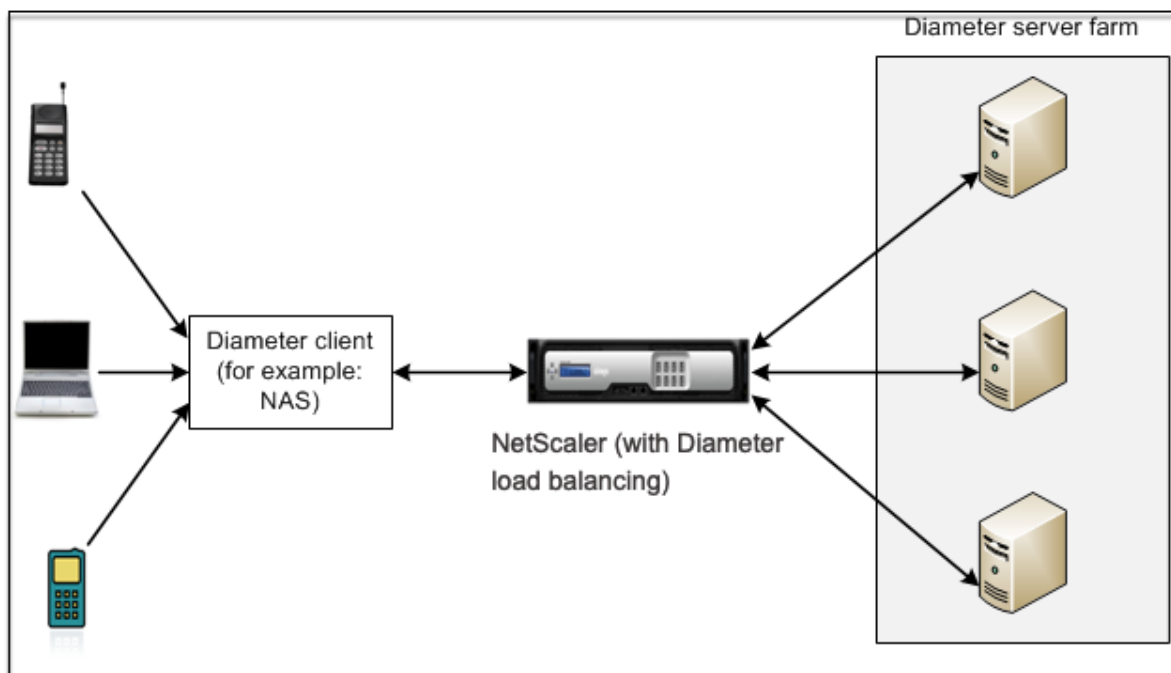 Diameter server farm
Diameter client
(for example:
NAS)
NetScaler (with Diameter
load balancing)